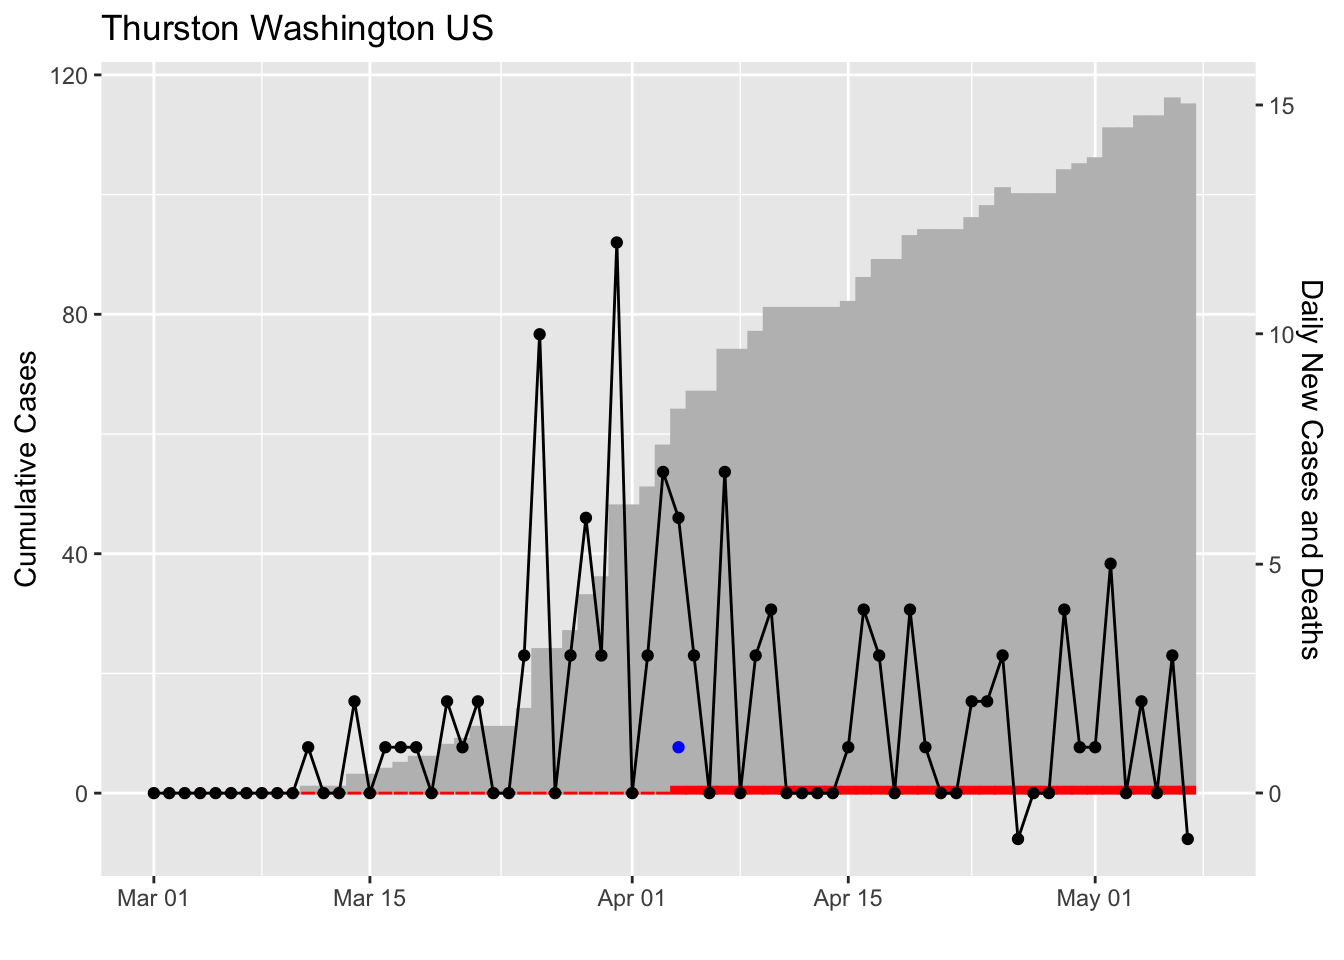 Thurston Washington US
120
80
40
0
Cumulative Cases
15
10
5
0
Daily New Cases and Deaths
Mar 01
Mar 15
Apr 01
Apr 15
May 01